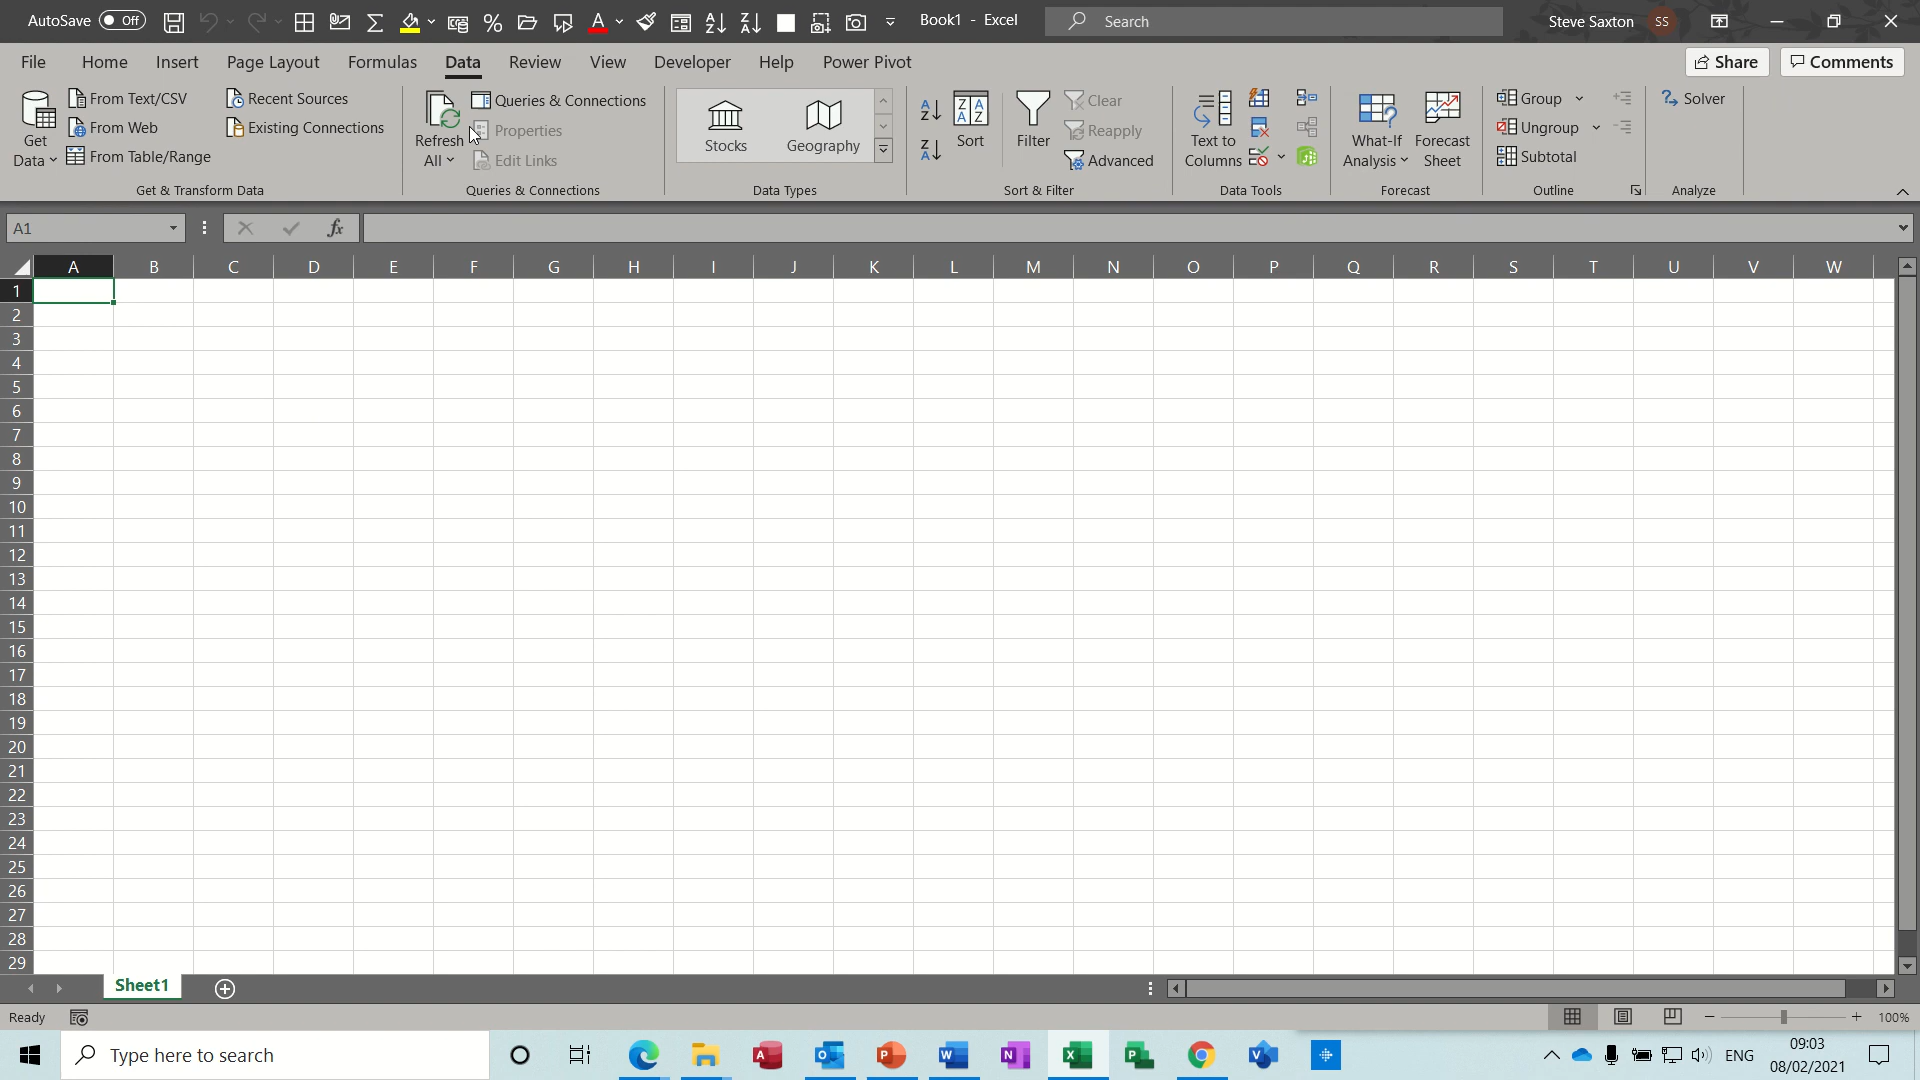 AutoSave Off Book1 - Excel Search Steve Saxton SS
File Home Insert Page Layout Formulas Data Review View Developer Help Power Pivot Share Comments
Get Data
From Text/CSV
From Web
From Table/Range
Recent Sources
Existing Connections
Get & Transform Data
Refresh All
Queries & Connections
Properties
Edit Links
Queries & Connections
Stocks
Geography
Data Types
Sort
Filter
Clear
Reapply
Advanced
Sort & Filter
Text to Columns
Data Tools
What-If Analysis
Forecast Sheet
Forecast
Group
Ungroup
Subtotal
Outline
Solver
Analyze
A1 fx
A B C D E F G H I J K L M N O P Q R S T U V W
1
2
3
4
5
6
7
8
9
10
11
12
13
14
15
16
17
18
19
20
21
22
23
24
25
26
27
28
29
Sheet1
Ready 100%
Type here to search ENG 09:03
08/02/2021